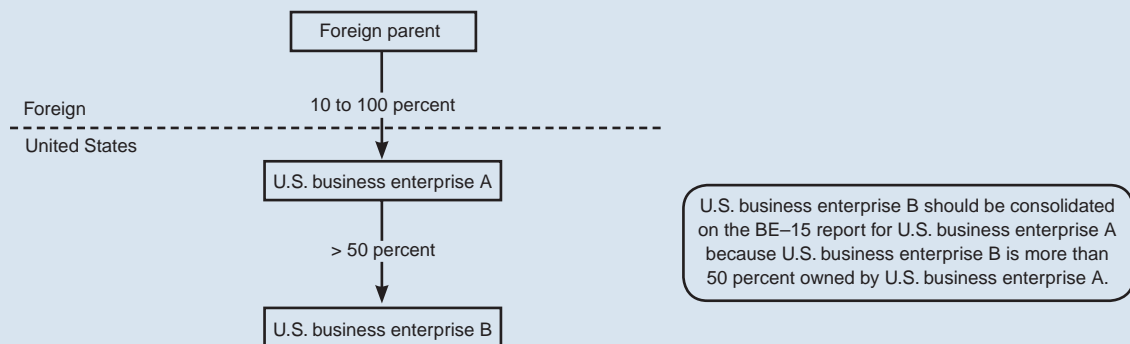 Foreign parent
10 to 100 percent
Foreign
United States
U.S. business enterprise A
> 50 percent
U.S. business enterprise B
U.S. business enterprise B should be consolidated
on the BE–15 report for U.S. business enterprise A
because U.S. business enterprise B is more than
50 percent owned by U.S. business enterprise A.